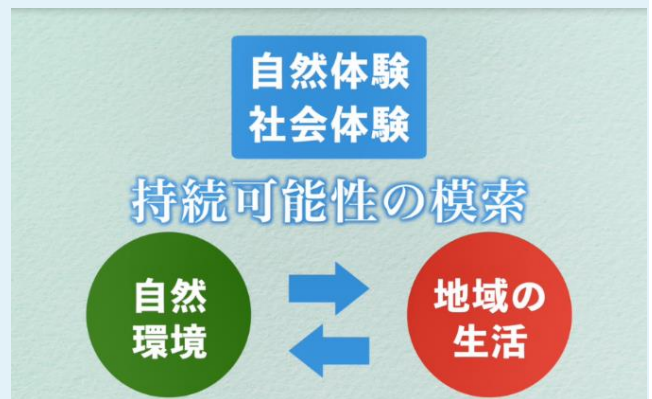 自然体験
社会体験
持続可能性の模索
自然
環境
地域の
生活